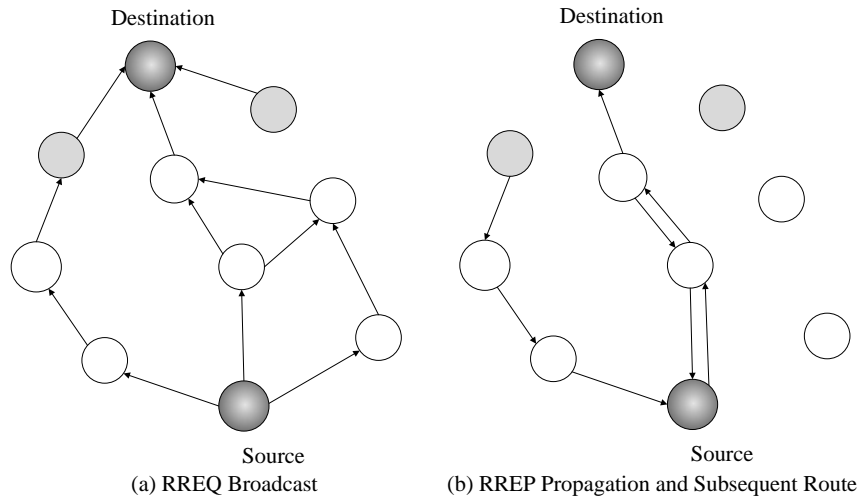 Destination
Source
(a) RREQ Broadcast
Destination
Source
(b) RREP Propagation and Subsequent Route